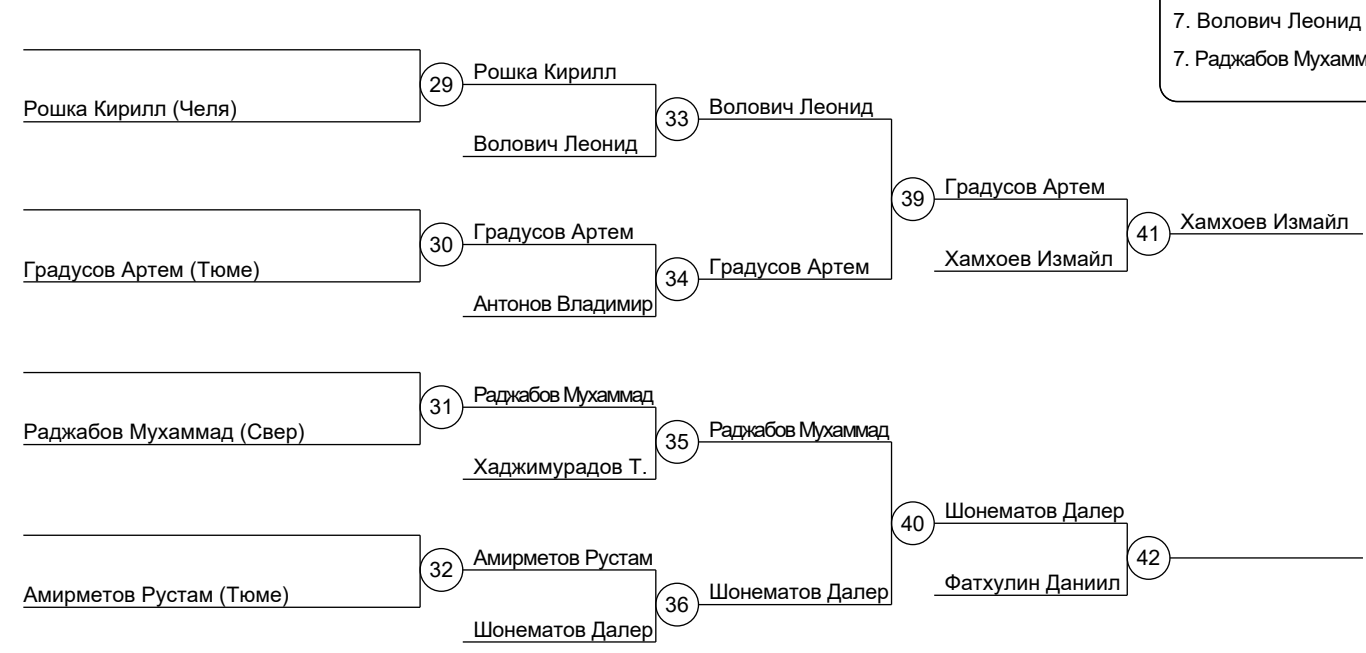 7. Волович Леонид
7. Раджабов Мухамм
Рошка Кирилл (Челя)
29
Рошка Кирилл
Волович Леонид
33
Волович Леонид
Градусов Артем (Тюме)
30
Градусов Артем
Антонов Владимир
34
Градусов Артем
39
Градусов Артем
Хамхоев Измайл
41
Хамхоев Измайл
Раджабов Мухаммад (Свер)
31
Раджабов Мухаммад
Хаджимурадов Т.
35
Раджабов Мухаммад
Амирметов Рустам (Тюме)
32
Амирметов Рустам
Шонематов Далер
36
Шонематов Далер
40
Шонематов Далер
Фатхулин Даниил
42